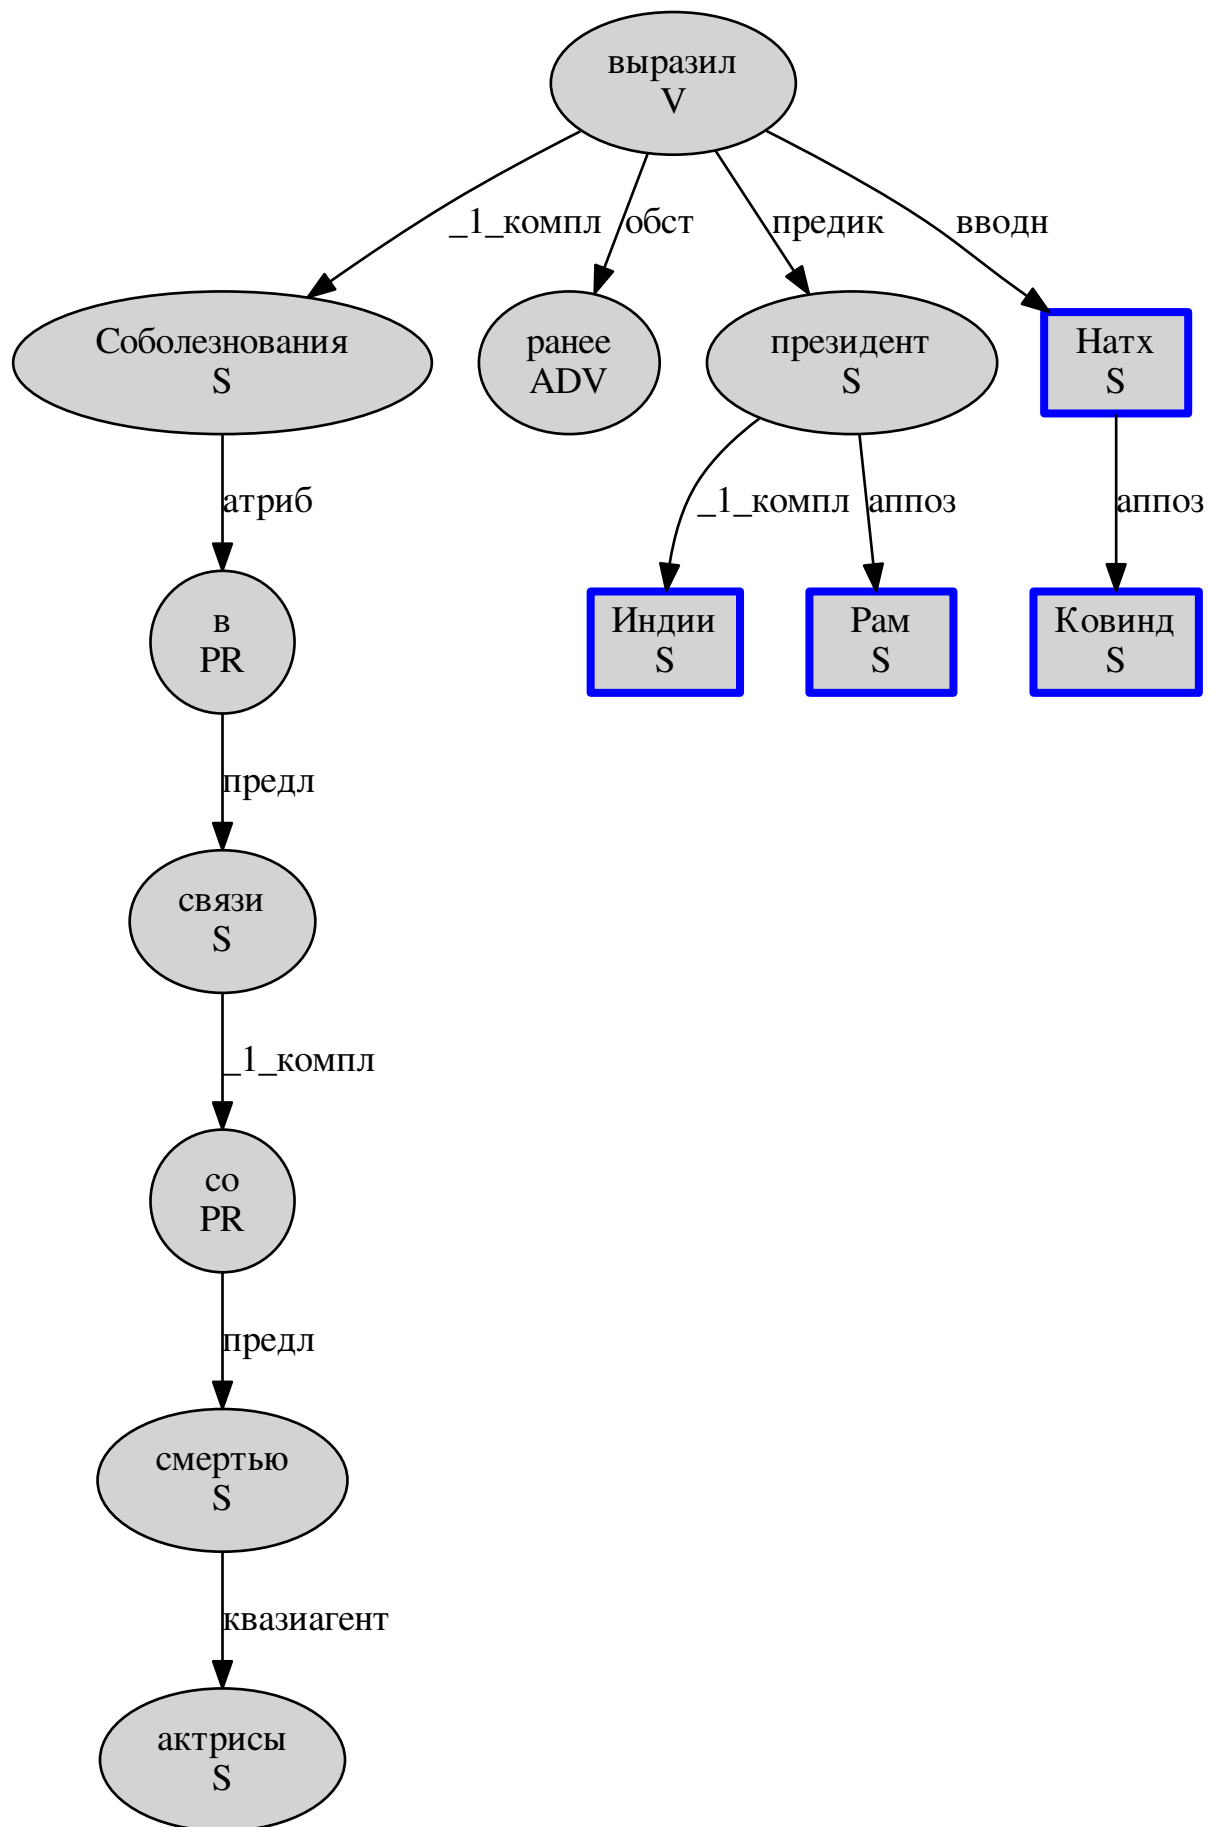 выразил
V
_1_компл
обст
предик
вводн
Соболезнования
S
ранее
ADV
президент
S
Натх
S
атриб
_1_компл
аппоз
аппоз
в
PR
Индии
S
Рам
S
Ковинд
S
предл
связи
S
_1_компл
со
PR
предл
смертью
S
квазиагент
актрисы
S